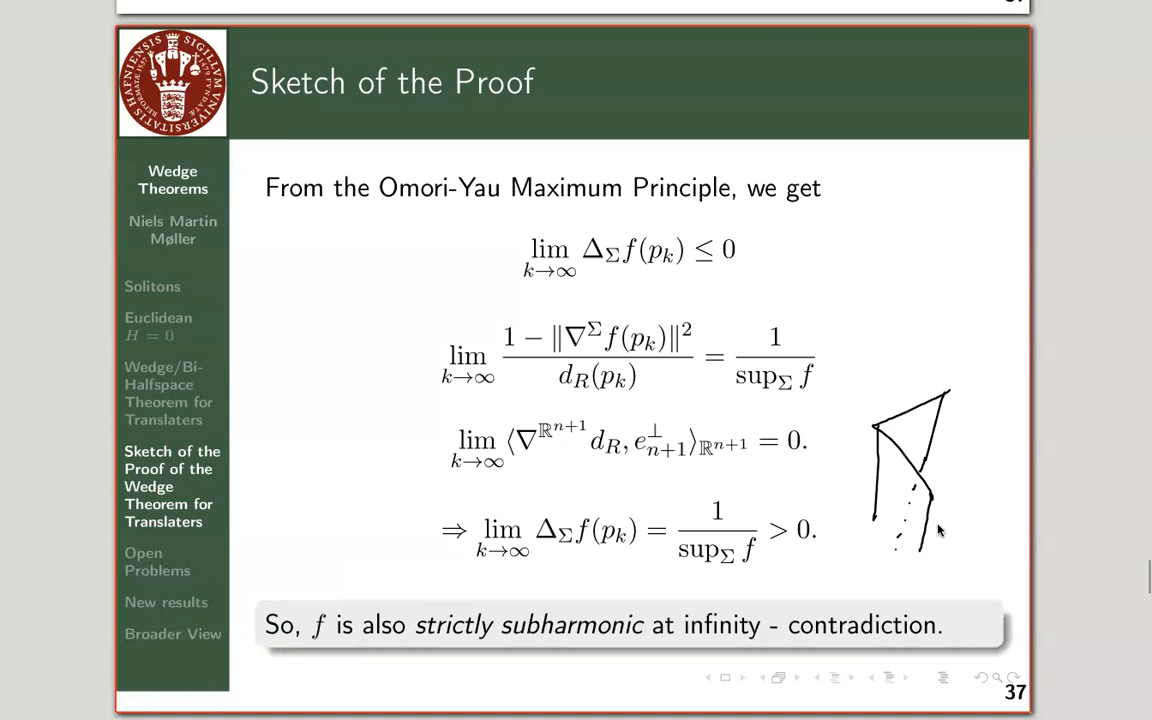 Sketch of the Proof
Wedge
Theorems
Niels Martin
Møller
Solitons
Euclidean
H = 0
Wedge/Bi-
Halfspace
Theorem for
Translaters
Sketch of the
Proof of the
Wedge
Theorem for
Translaters
Open
Problems
New results
Broader View
From the Omori-Yau Maximum Principle, we get
lim_{k→∞} Δ_Σ f(p_k) ≤ 0
lim_{k→∞} (1 − ‖∇^Σ f(p_k)‖²) / d_R(p_k) = 1 / sup_Σ f
lim_{k→∞} ⟨∇^{ℝ^{n+1}} d_R, e^⊥_{n+1}⟩_{ℝ^{n+1}} = 0.
⇒ lim_{k→∞} Δ_Σ f(p_k) = 1 / sup_Σ f > 0.
So, f is also strictly subharmonic at infinity - contradiction.
37